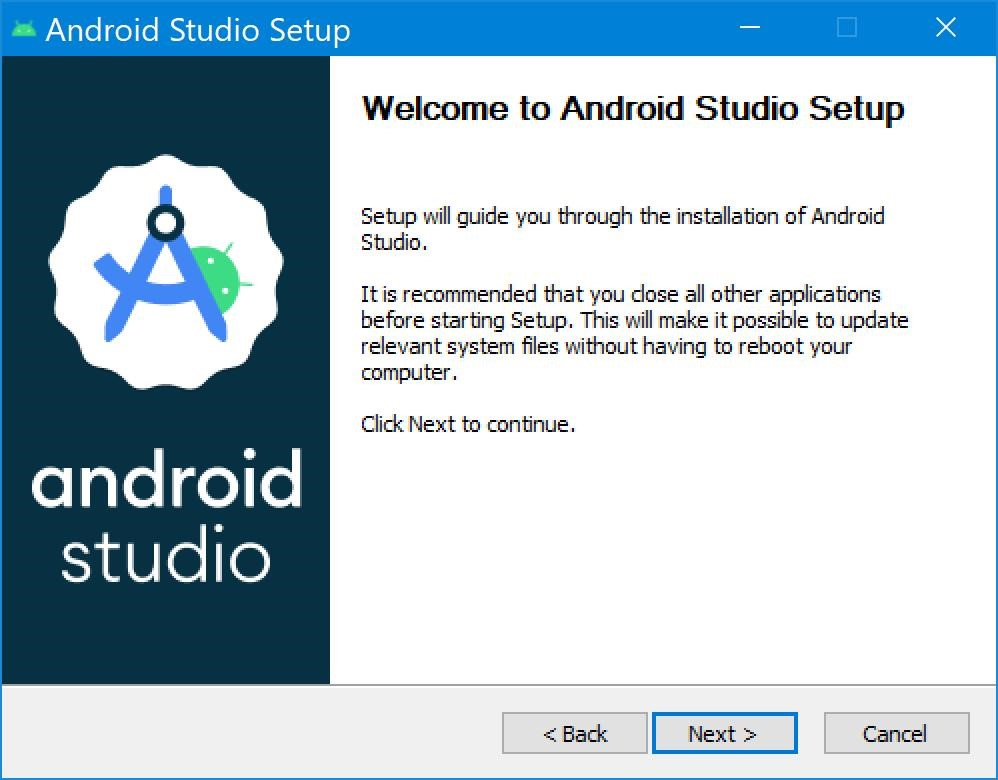 Android Studio Setup
Welcome to Android Studio Setup
Setup will guide you through the installation of Android
Studio.
It is recommended that you close all other applications
before starting Setup. This will make it possible to update
relevant system files without having to reboot your
computer.
Click Next to continue.
android
studio
< Back
Next >
Cancel